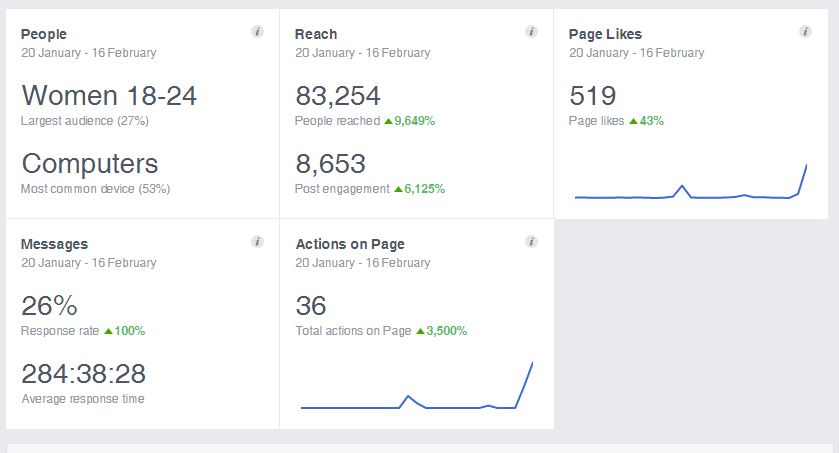 People
20 January - 16 February
Women 18-24
Largest audience (27%)
Computers
Most common device (53%)
Reach
20 January - 16 February
83,254
People reached 9,649%
8,653
Post engagement 6,125%
Page Likes
20 January - 16 February
519
Page likes 43%
Messages
20 January - 16 February
26%
Response rate 100%
284:38:28
Average response time
Actions on Page
20 January - 16 February
36
Total actions on Page 3,500%